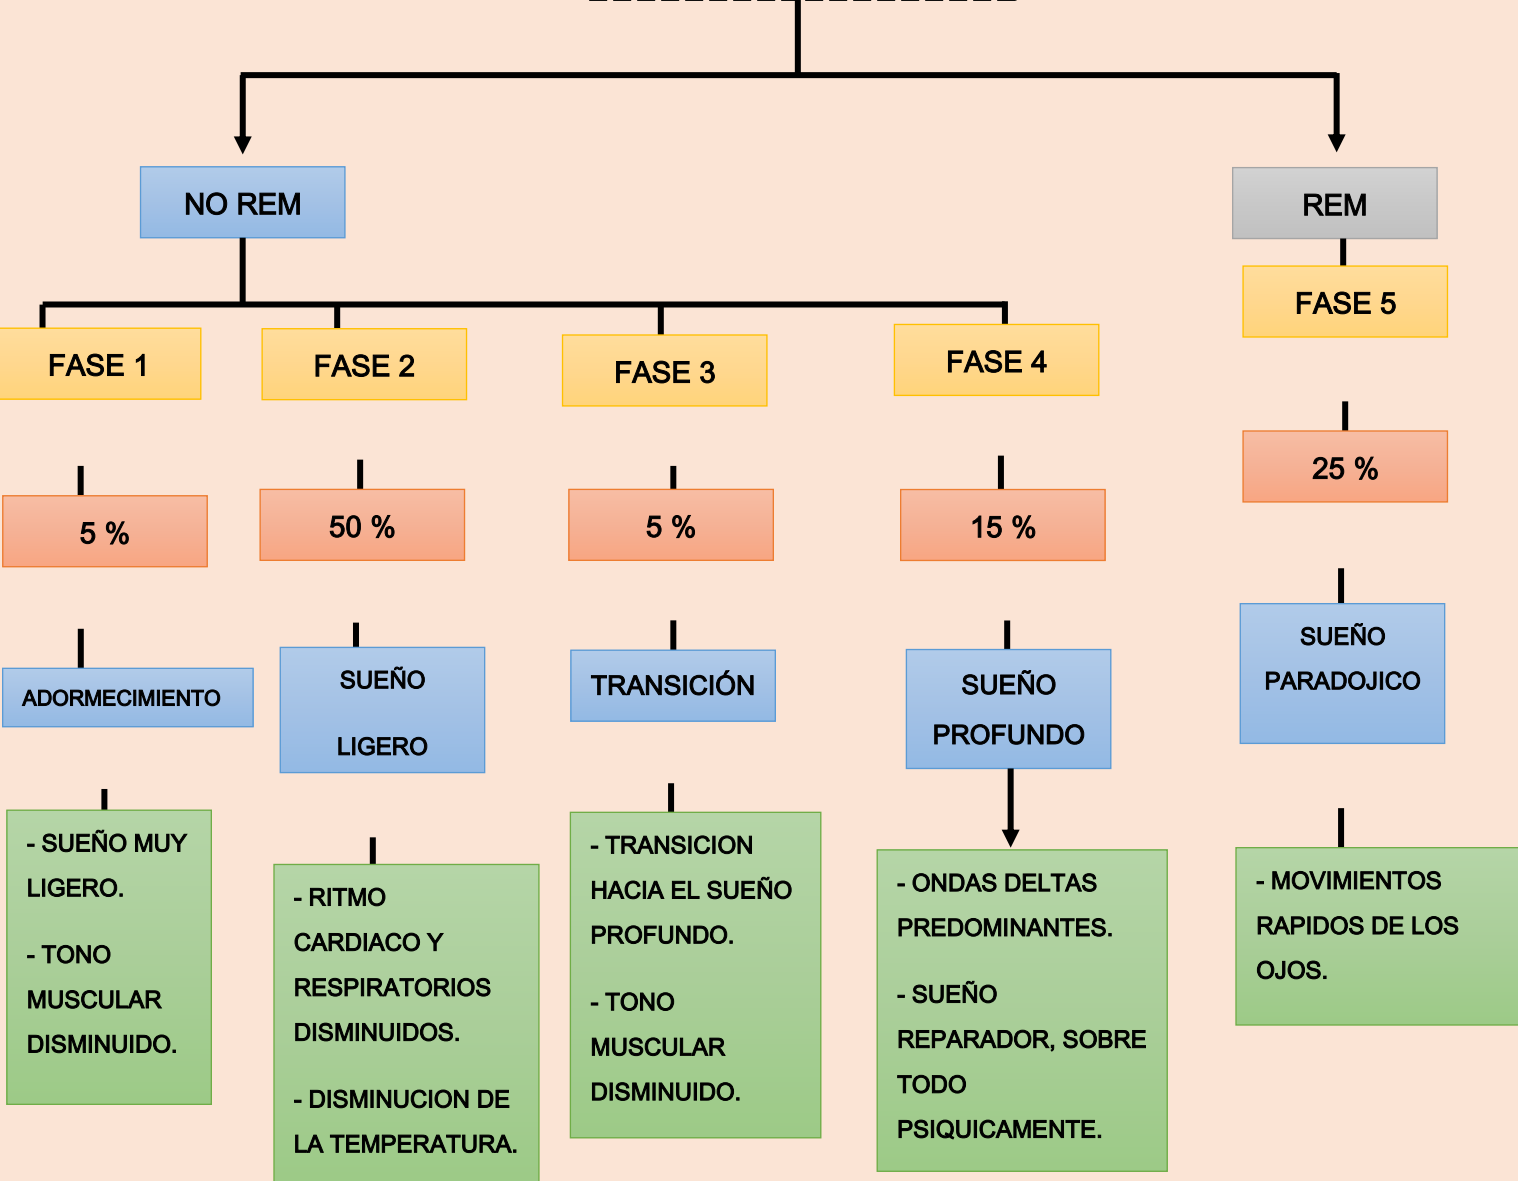 NO REM
REM
FASE 1
FASE 2
FASE 3
FASE 4
FASE 5
5 %
50 %
5 %
15 %
25 %
ADORMECIMIENTO
SUEÑO
LIGERO
TRANSICIÓN
SUEÑO
PROFUNDO
SUEÑO
PARADOJICO
- SUEÑO MUY
LIGERO.
- TONO
MUSCULAR
DISMINUIDO.
- RITMO
CARDIACO Y
RESPIRATORIOS
DISMINUIDOS.
- DISMINUCION DE
LA TEMPERATURA.
- TRANSICION
HACIA EL SUEÑO
PROFUNDO.
- TONO
MUSCULAR
DISMINUIDO.
- ONDAS DELTAS
PREDOMINANTES.
- SUEÑO
REPARADOR, SOBRE
TODO
PSIQUICAMENTE.
- MOVIMIENTOS
RAPIDOS DE LOS
OJOS.